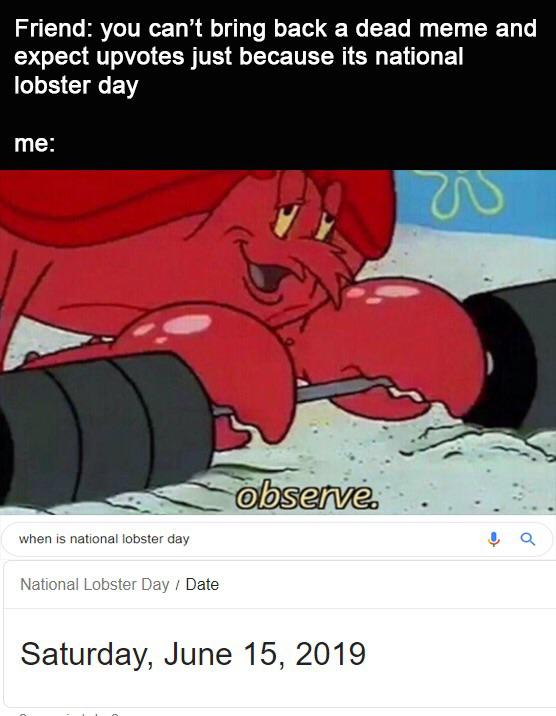 Friend: you can’t bring back a dead meme and
expect upvotes just because its national
lobster day
me:
observe.
when is national lobster day
National Lobster Day / Date
Saturday, June 15, 2019